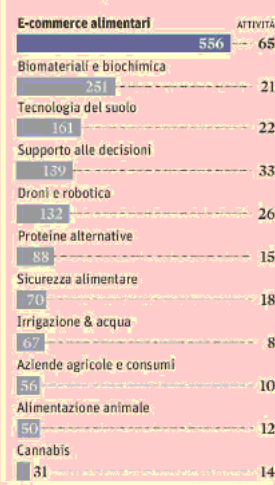 E-commerce alimentari ATTIVITÀ
556 65
Biomateriali e biochimica
251 21
Tecnologia del suolo
161 22
Supporto alle decisioni
139 33
Droni e robotica
132 26
Proteine alternative
88 15
Sicurezza alimentare
70 18
Irrigazione & acqua
67 8
Aziende agricole e consumi
56 10
Alimentazione animale
50 12
Cannabis
31 14